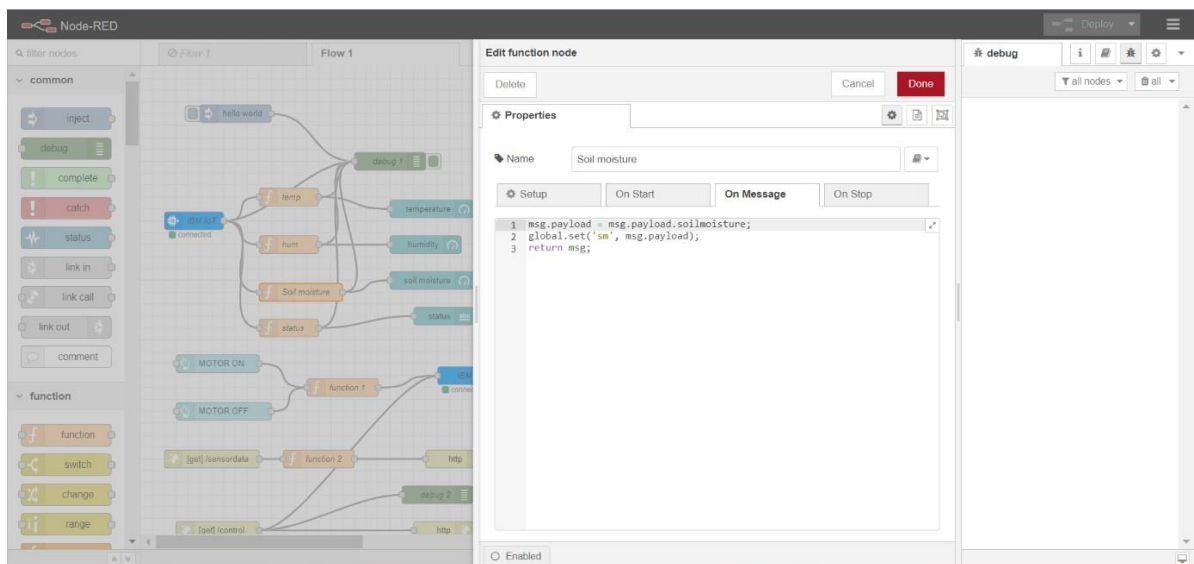 Node-RED
Deploy
filter nodes
common
inject
debug
complete
catch
status
link in
link call
link out
comment
function
function
switch
change
range
Flow 1
Flow 1
hello world
debug 1
temp
temperature
IBM IoT
connected
hum
humidity
soil moisture
Soil moisture
status
status
MOTOR ON
function 1
MOTOR OFF
[get] /sensordata
function 2
http
debug 2
[get] /control
http
Edit function node
Delete
Cancel
Done
Properties
Name
Soil moisture
Setup
On Start
On Message
On Stop
1 msg.payload = msg.payload.soilmoisture;
2 global.set('sm', msg.payload);
3 return msg;
Enabled
debug
i
all nodes
all